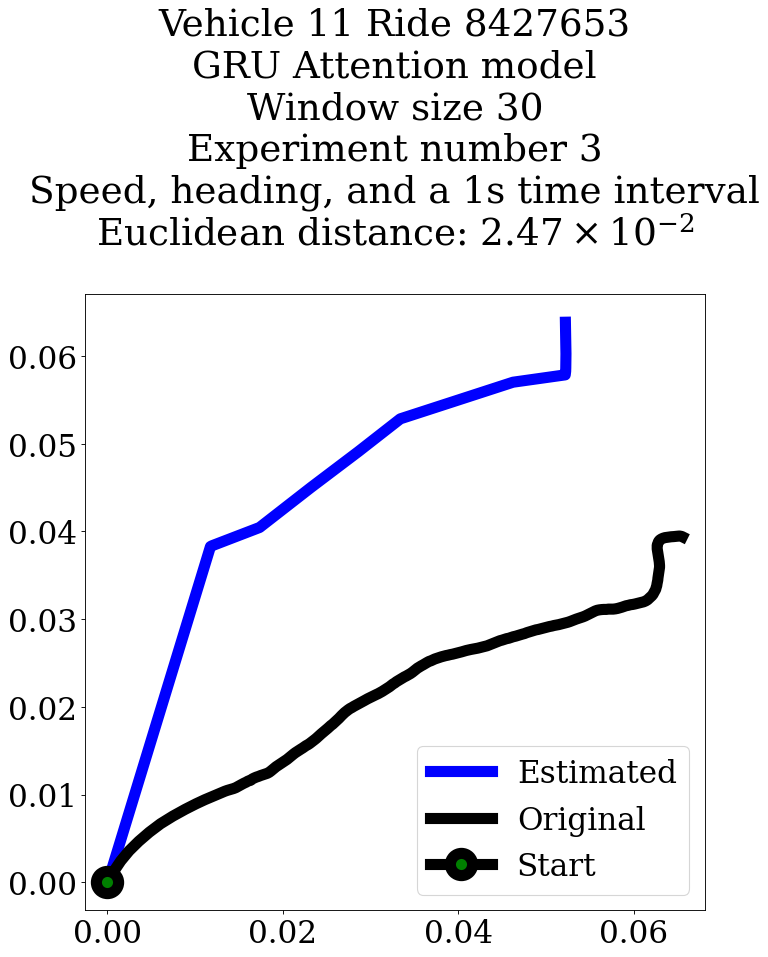 Vehicle 11 Ride 8427653
GRU Attention model
Window size 30
Experiment number 3
Speed, heading, and a 1s time interval
Euclidean distance: 2.47 × 10⁻²
0.06
0.05
0.04
0.03
0.02
0.01
0.00
Estimated
Original
Start
0.00 0.02 0.04 0.06